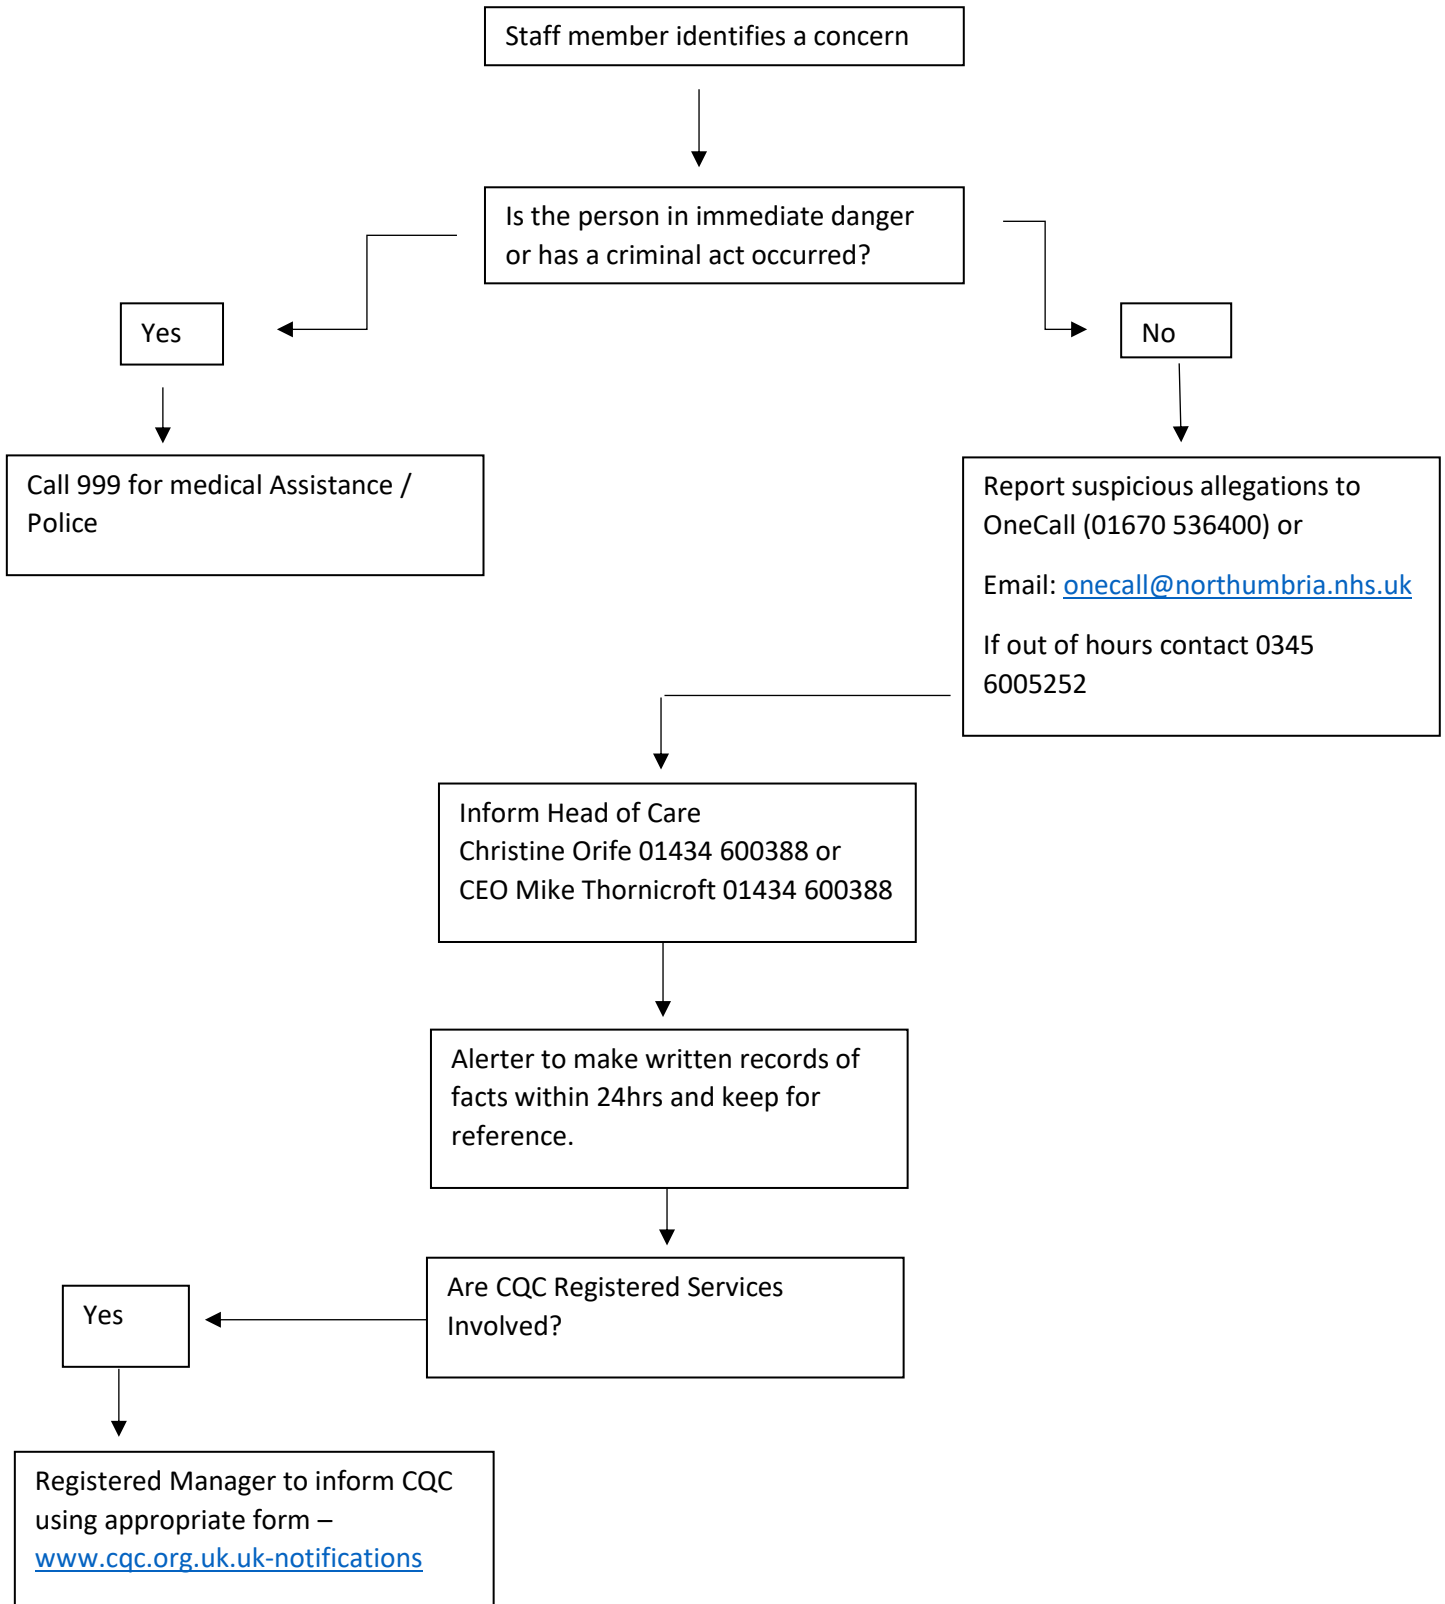 Staff member identifies a concern
Is the person in immediate danger
or has a criminal act occurred?
Yes
No
Call 999 for medical Assistance /
Police
Report suspicious allegations to
OneCall (01670 536400) or
Email: onecall@northumbria.nhs.uk
If out of hours contact 0345
6005252
Inform Head of Care
Christine Orife 01434 600388 or
CEO Mike Thornicroft 01434 600388
Alerter to make written records of
facts within 24hrs and keep for
reference.
Are CQC Registered Services
Involved?
Yes
Registered Manager to inform CQC
using appropriate form –
www.cqc.org.uk.uk-notifications